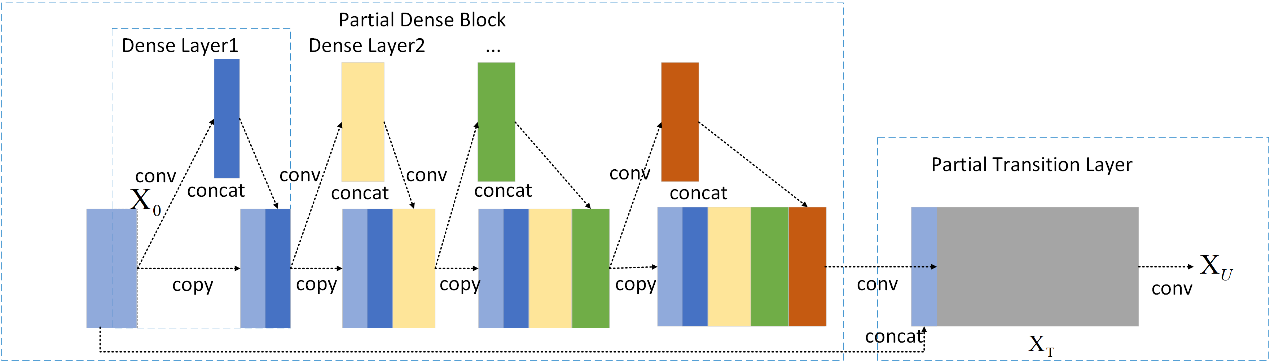 Partial Dense Block
Dense Layer1
Dense Layer2
...
Partial Transition Layer
conv
conv
conv
conv
concat
concat
concat
concat
X0
copy
copy
copy
copy
conv
concat
XT
conv
XU